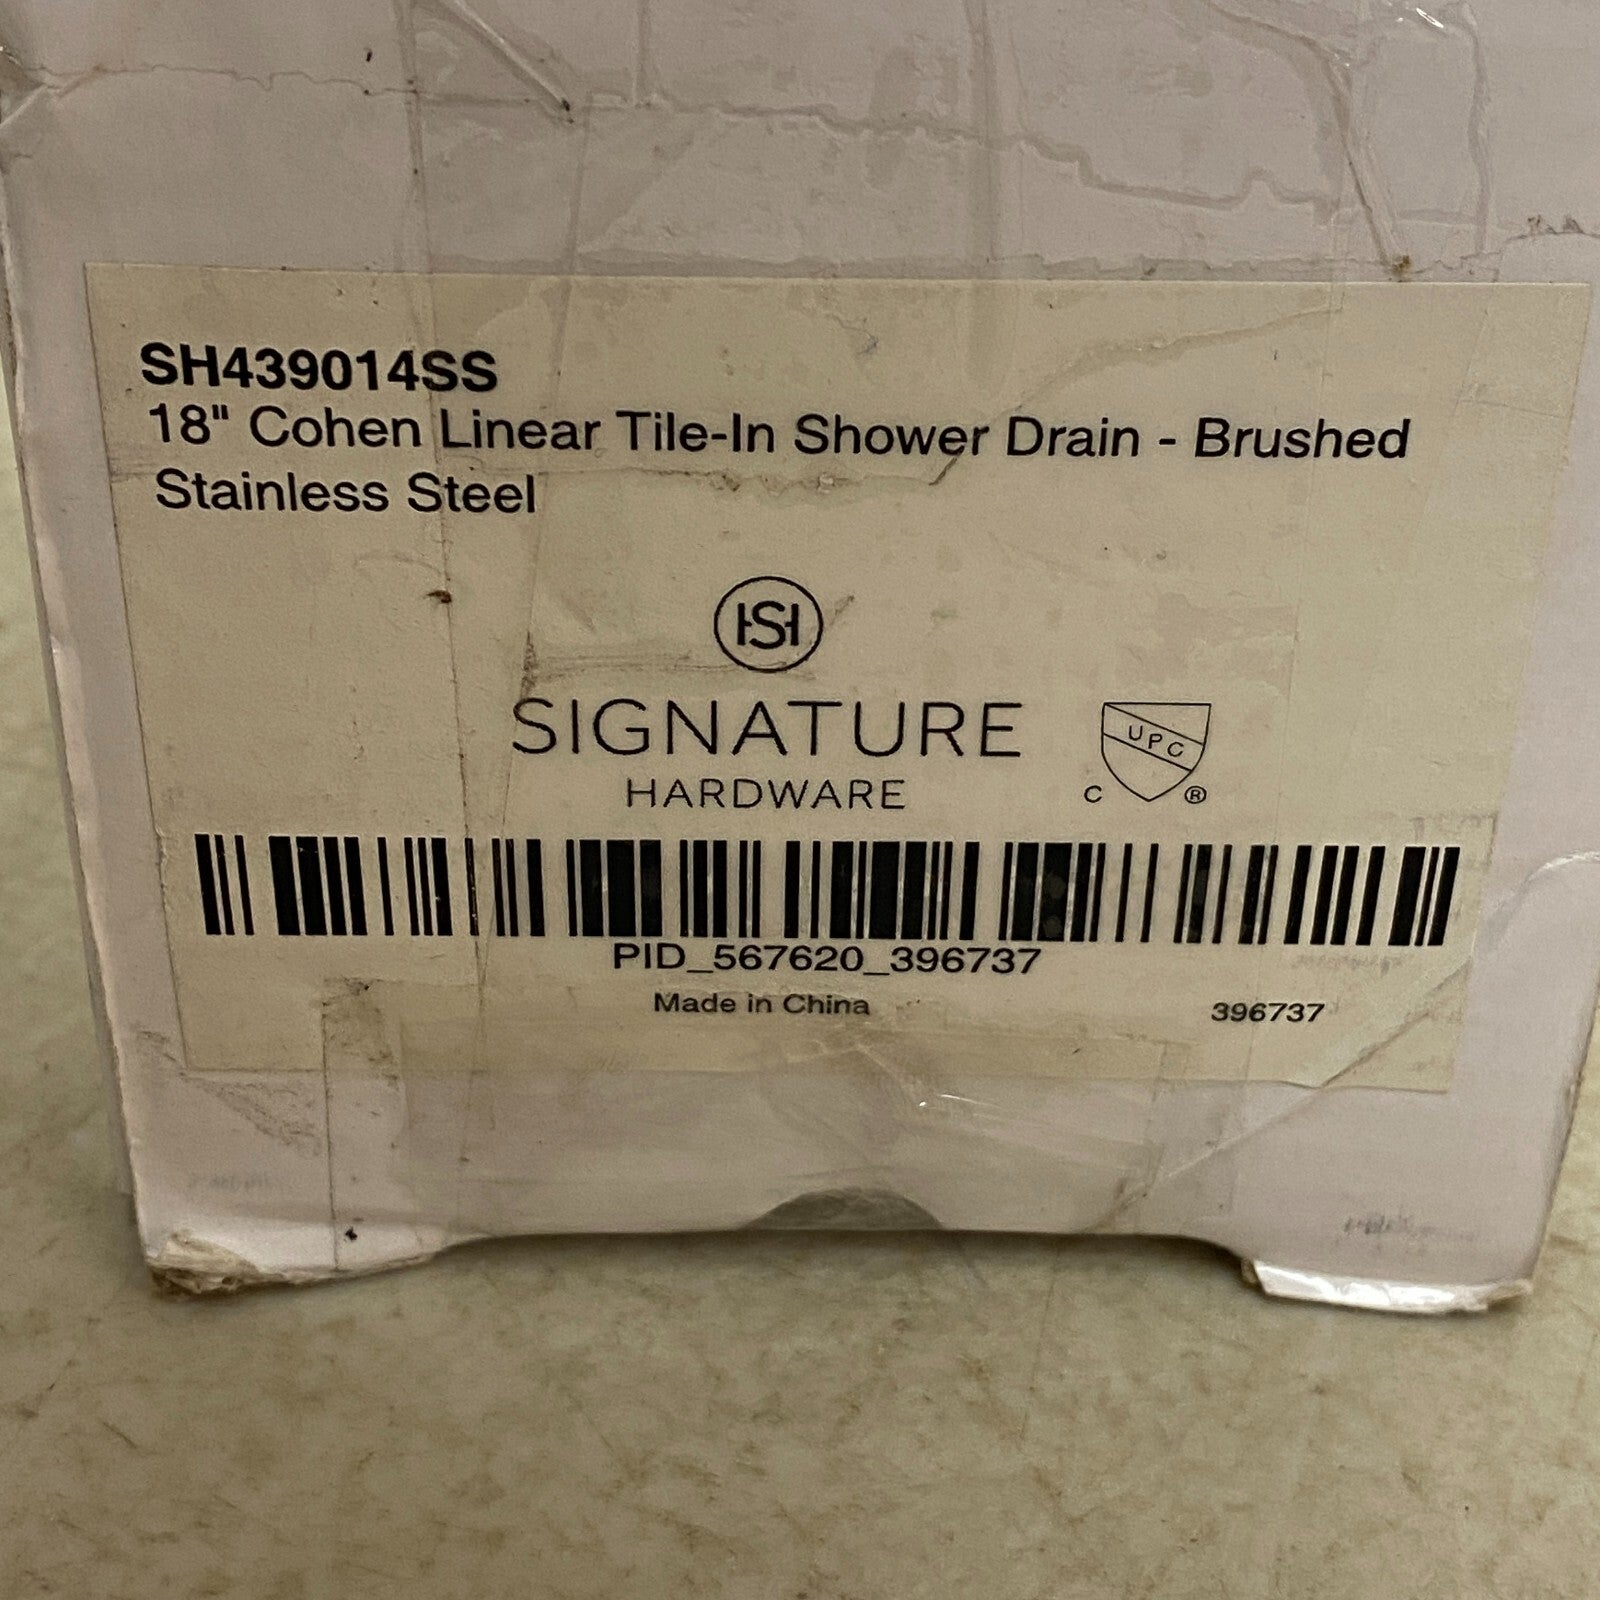 SH439014SS
18" Cohen Linear Tile-In Shower Drain - Brushed
Stainless Steel
SH
SIGNATURE
HARDWARE
UPC
C ®
PID_567620_396737
Made in China
396737